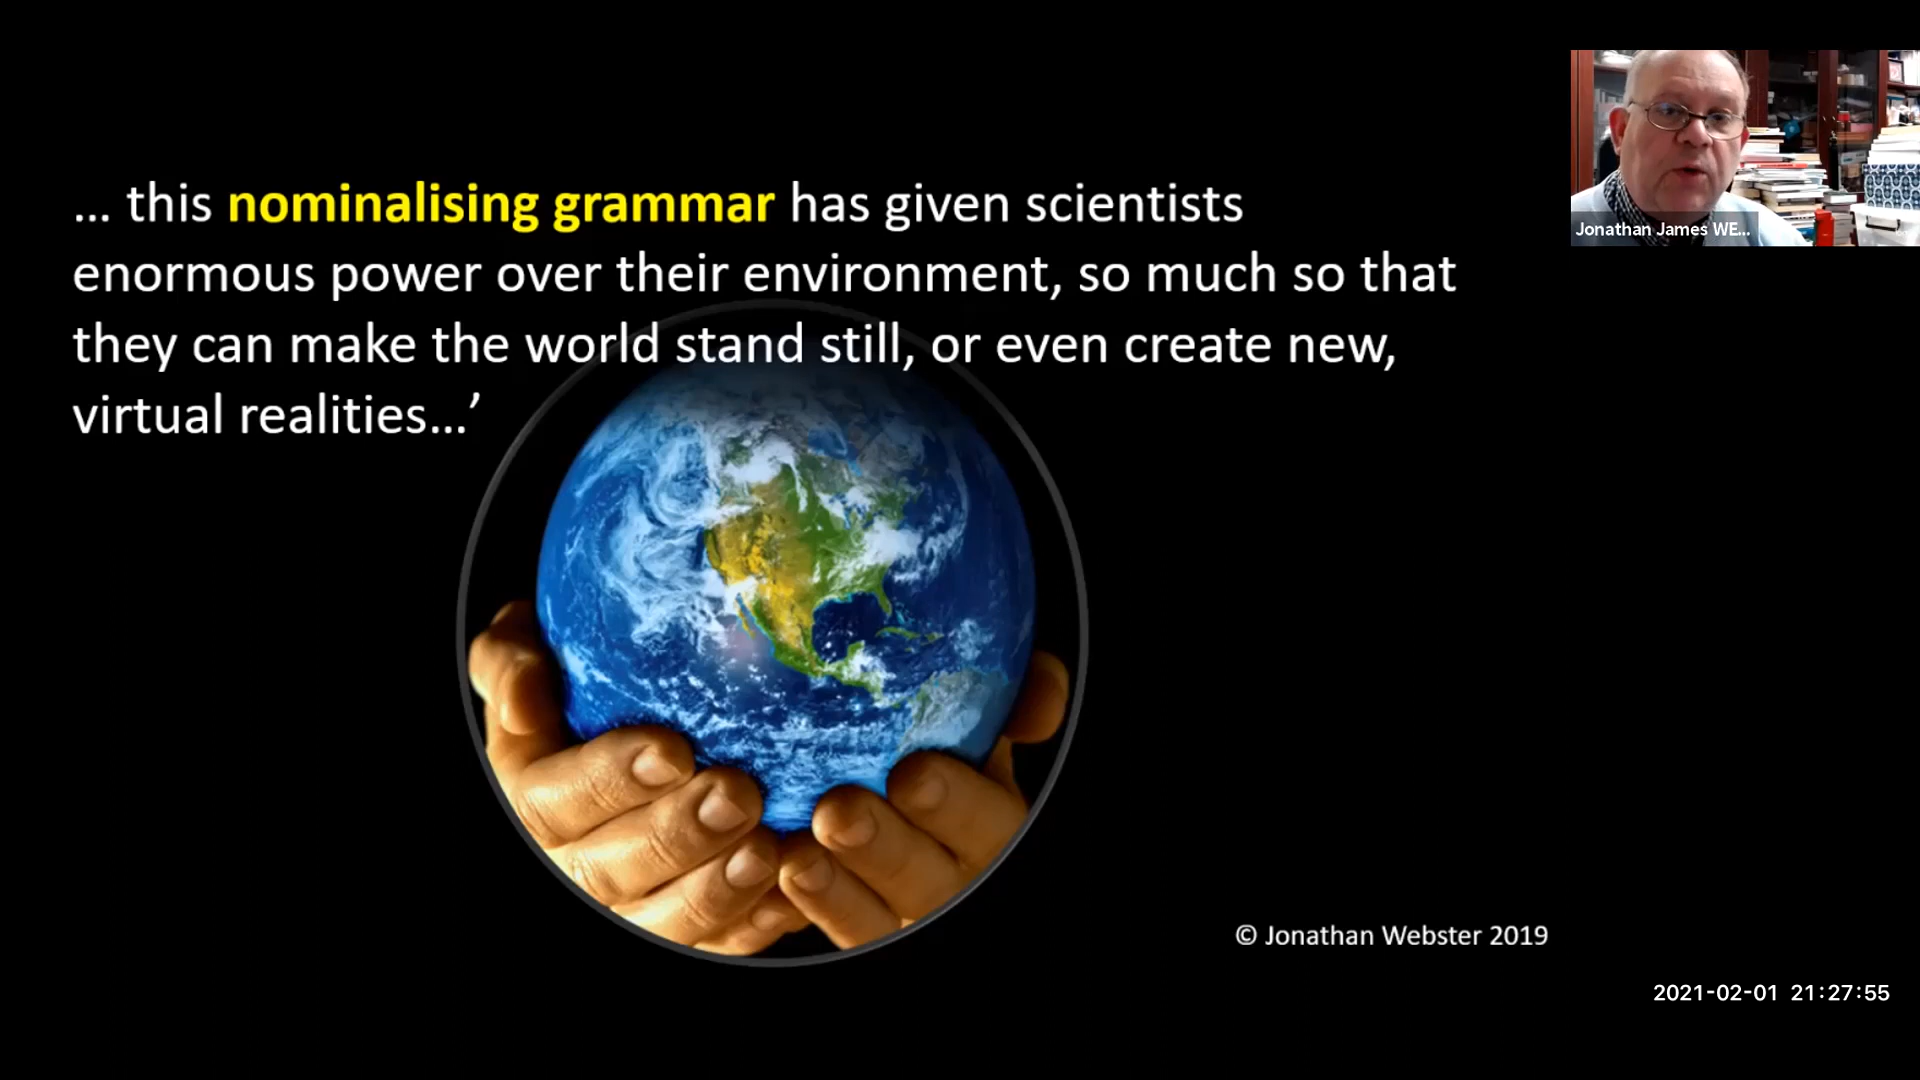 ... this nominalising grammar has given scientists
enormous power over their environment, so much so that
they can make the world stand still, or even create new,
virtual realities...’
Jonathan James WE...
© Jonathan Webster 2019
2021-02-01 21:27:55